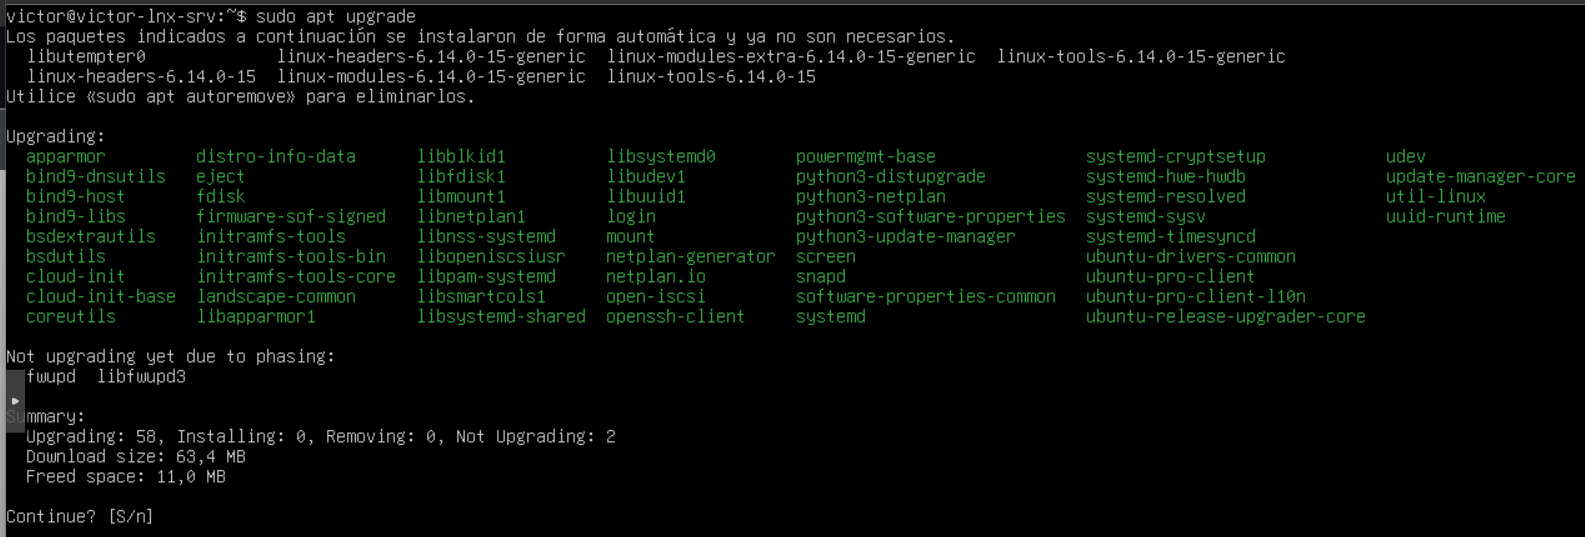 victor@victor-lnx-srv:~$ sudo apt upgrade
Los paquetes indicados a continuación se instalaron de forma automática y ya no son necesarios.
libutempter0 linux-headers-6.14.0-15-generic linux-modules-extra-6.14.0-15-generic linux-tools-6.14.0-15-generic
linux-headers-6.14.0-15 linux-modules-6.14.0-15-generic linux-tools-6.14.0-15
Utilice «sudo apt autoremove» para eliminarlos.
Upgrading:
apparmor distro-info-data libblkid1 libsystemd0 powermgmt-base systemd-cryptsetup udev
bind9-dnsutils eject libfdisk1 libudev1 python3-distupgrade systemd-hwe-hwdb update-manager-core
bind9-host fdisk libmount1 libuuid1 python3-netplan systemd-resolved util-linux
bind9-libs firmware-sof-signed libnetplan1 login python3-software-properties systemd-sysv uuid-runtime
bsdextrautils initramfs-tools libnss-systemd mount python3-update-manager systemd-timesyncd
bsdutils initramfs-tools-bin libopeniscsiusr netplan-generator screen ubuntu-drivers-common
cloud-init initramfs-tools-core libpam-systemd netplan.io snapd ubuntu-pro-client
cloud-init-base landscape-common libsmartcols1 open-iscsi software-properties-common ubuntu-pro-client-l10n
coreutils libapparmor1 libsystemd-shared openssh-client systemd ubuntu-release-upgrader-core
Not upgrading yet due to phasing:
fwupd libfwupd3
Summary:
Upgrading: 58, Installing: 0, Removing: 0, Not Upgrading: 2
Download size: 63,4 MB
Freed space: 11,0 MB
Continue? [S/n]